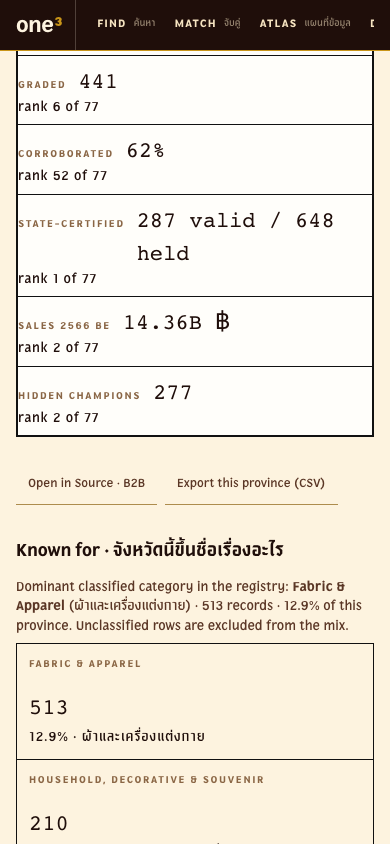 one³ FIND ค้นหา MATCH จับคู่ ATLAS แผนที่ข้อมูล
GRADED 441
rank 6 of 77
CORROBORATED 62%
rank 52 of 77
STATE-CERTIFIED 287 valid / 648
held
rank 1 of 77
SALES 2566 BE 14.36B ฿
rank 2 of 77
HIDDEN CHAMPIONS 277
rank 2 of 77
Open in Source · B2B Export this province (CSV)
Known for · จังหวัดนี้ขึ้นชื่อเรื่องอะไร
Dominant classified category in the registry: Fabric &
Apparel (ผ้าและเครื่องแต่งกาย) · 513 records · 12.9% of this
province. Unclassified rows are excluded from the mix.
FABRIC & APPAREL
513
12.9% · ผ้าและเครื่องแต่งกาย
HOUSEHOLD, DECORATIVE & SOUVENIR
210